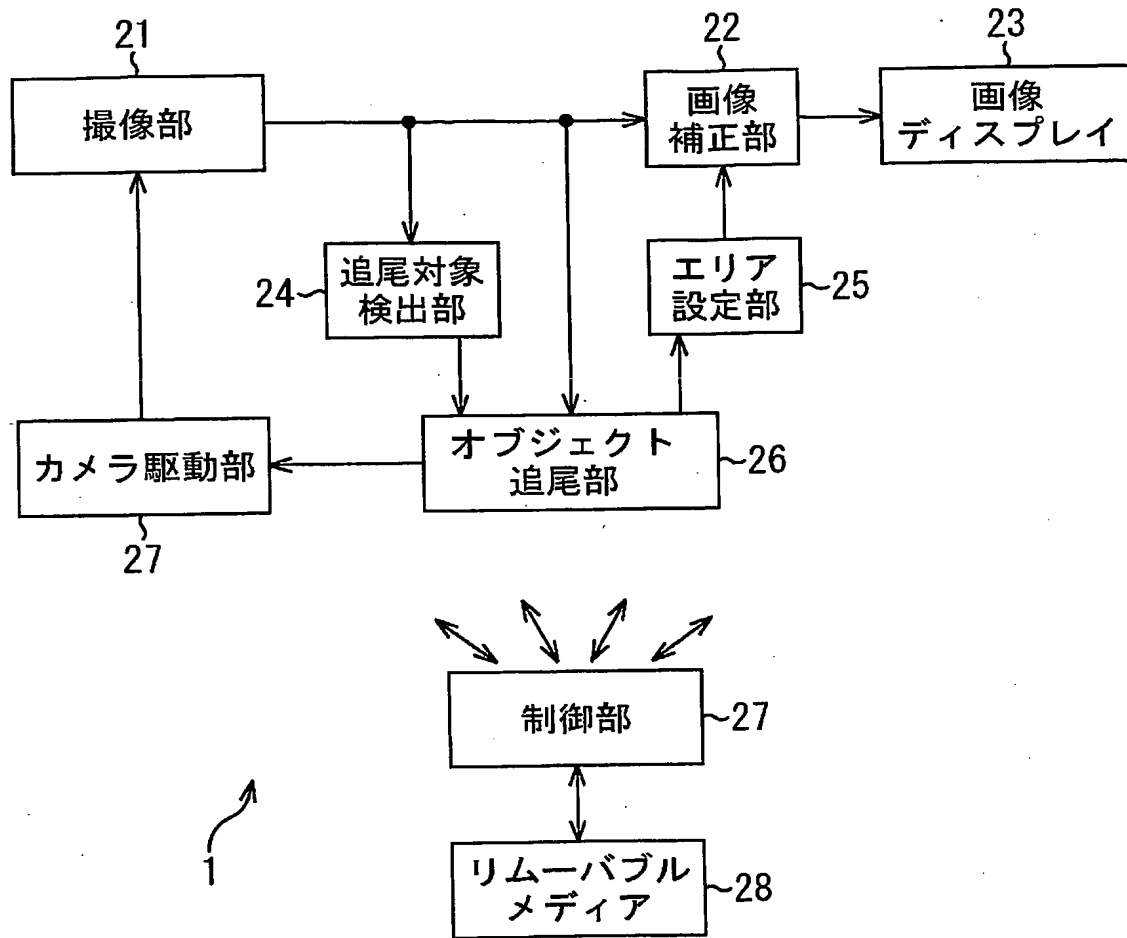 21
撮像部
22
画像
補正部
23
画像
ディスプレイ
24
追尾対象
検出部
エリア
設定部
25
カメラ駆動部
27
オブジェクト
追尾部
26
制御部
27
1
リムーバブル
メディア
28